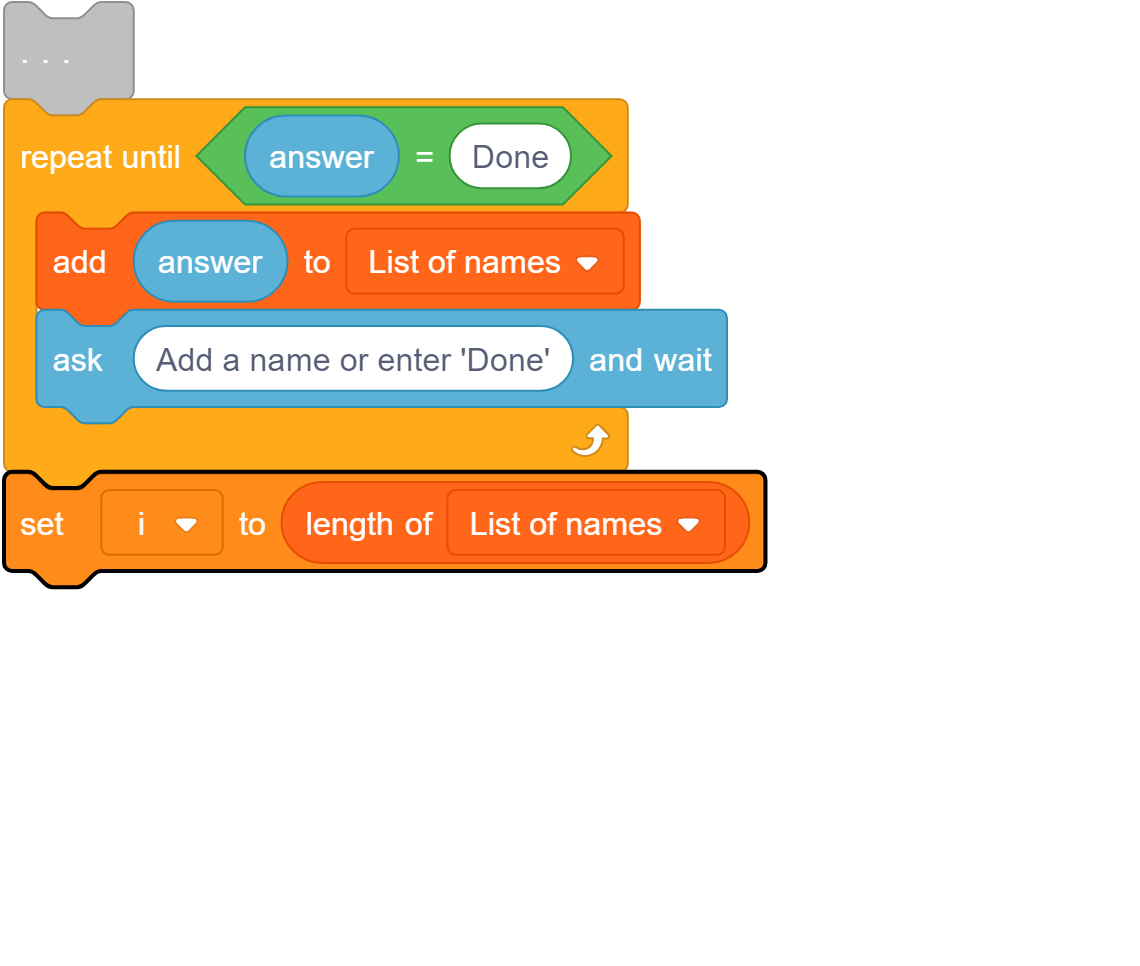 . . .
repeat until answer = Done
add answer to List of names
ask Add a name or enter 'Done' and wait
set i to length of List of names